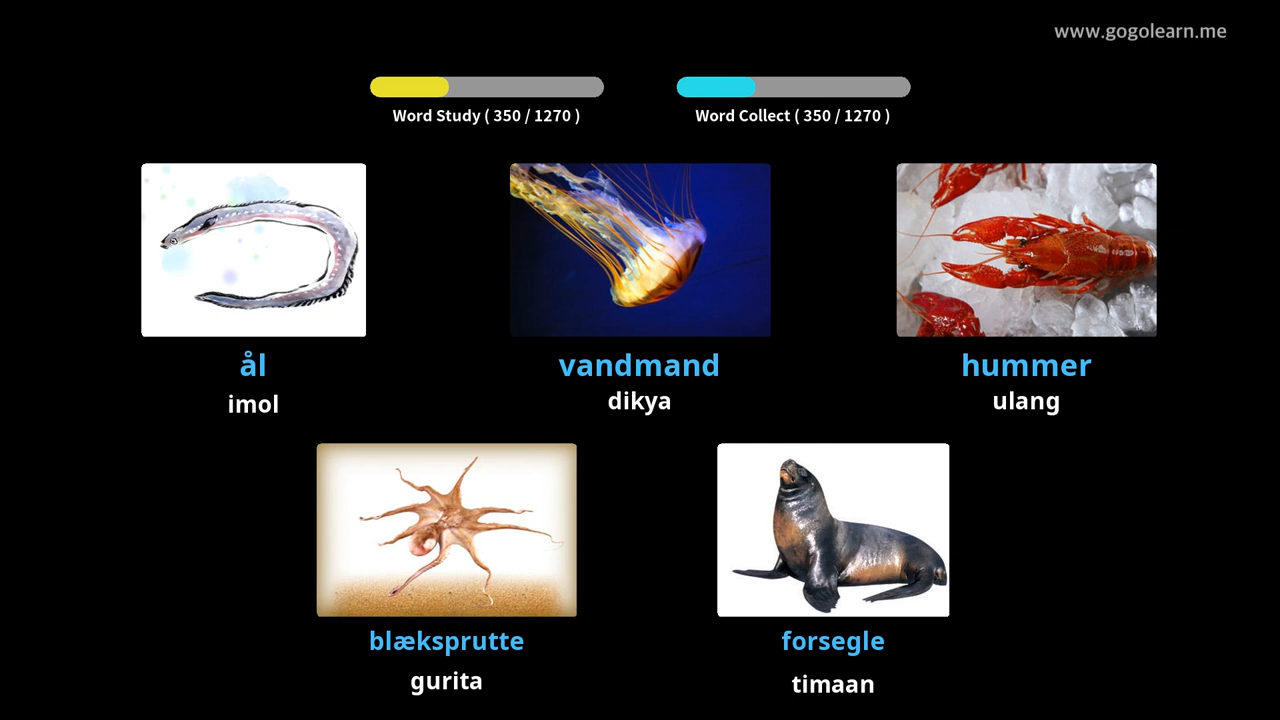 www.gogolearn.me
Word Study ( 350 / 1270 )
Word Collect ( 350 / 1270 )
ål
imol
vandmand
dikya
hummer
ulang
blæksprutte
gurita
forsegle
timaan